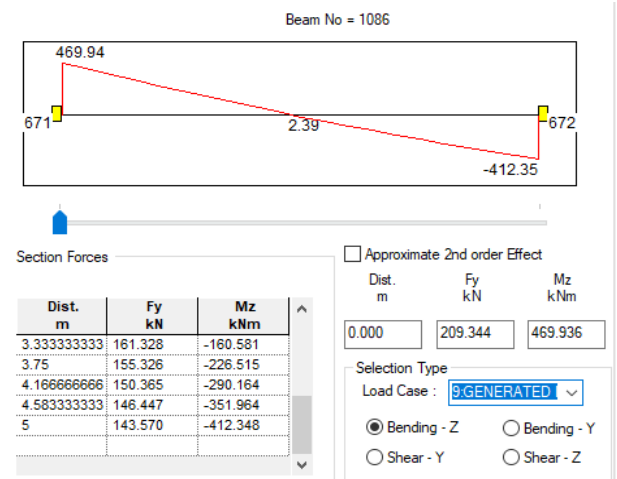 Beam No = 1086
469.94
671
2.39
672
-412.35
Section Forces
Dist. m Fy kN Mz kNm
3.333333333 161.328 -160.581
3.75 155.326 -226.515
4.166666666 150.365 -290.164
4.583333333 146.447 -351.964
5 143.570 -412.348
Approximate 2nd order Effect
Dist. m Fy kN Mz kNm
0.000 209.344 469.936
Selection Type
Load Case : 9:GENERATED
Bending - Z Bending - Y
Shear - Y Shear - Z